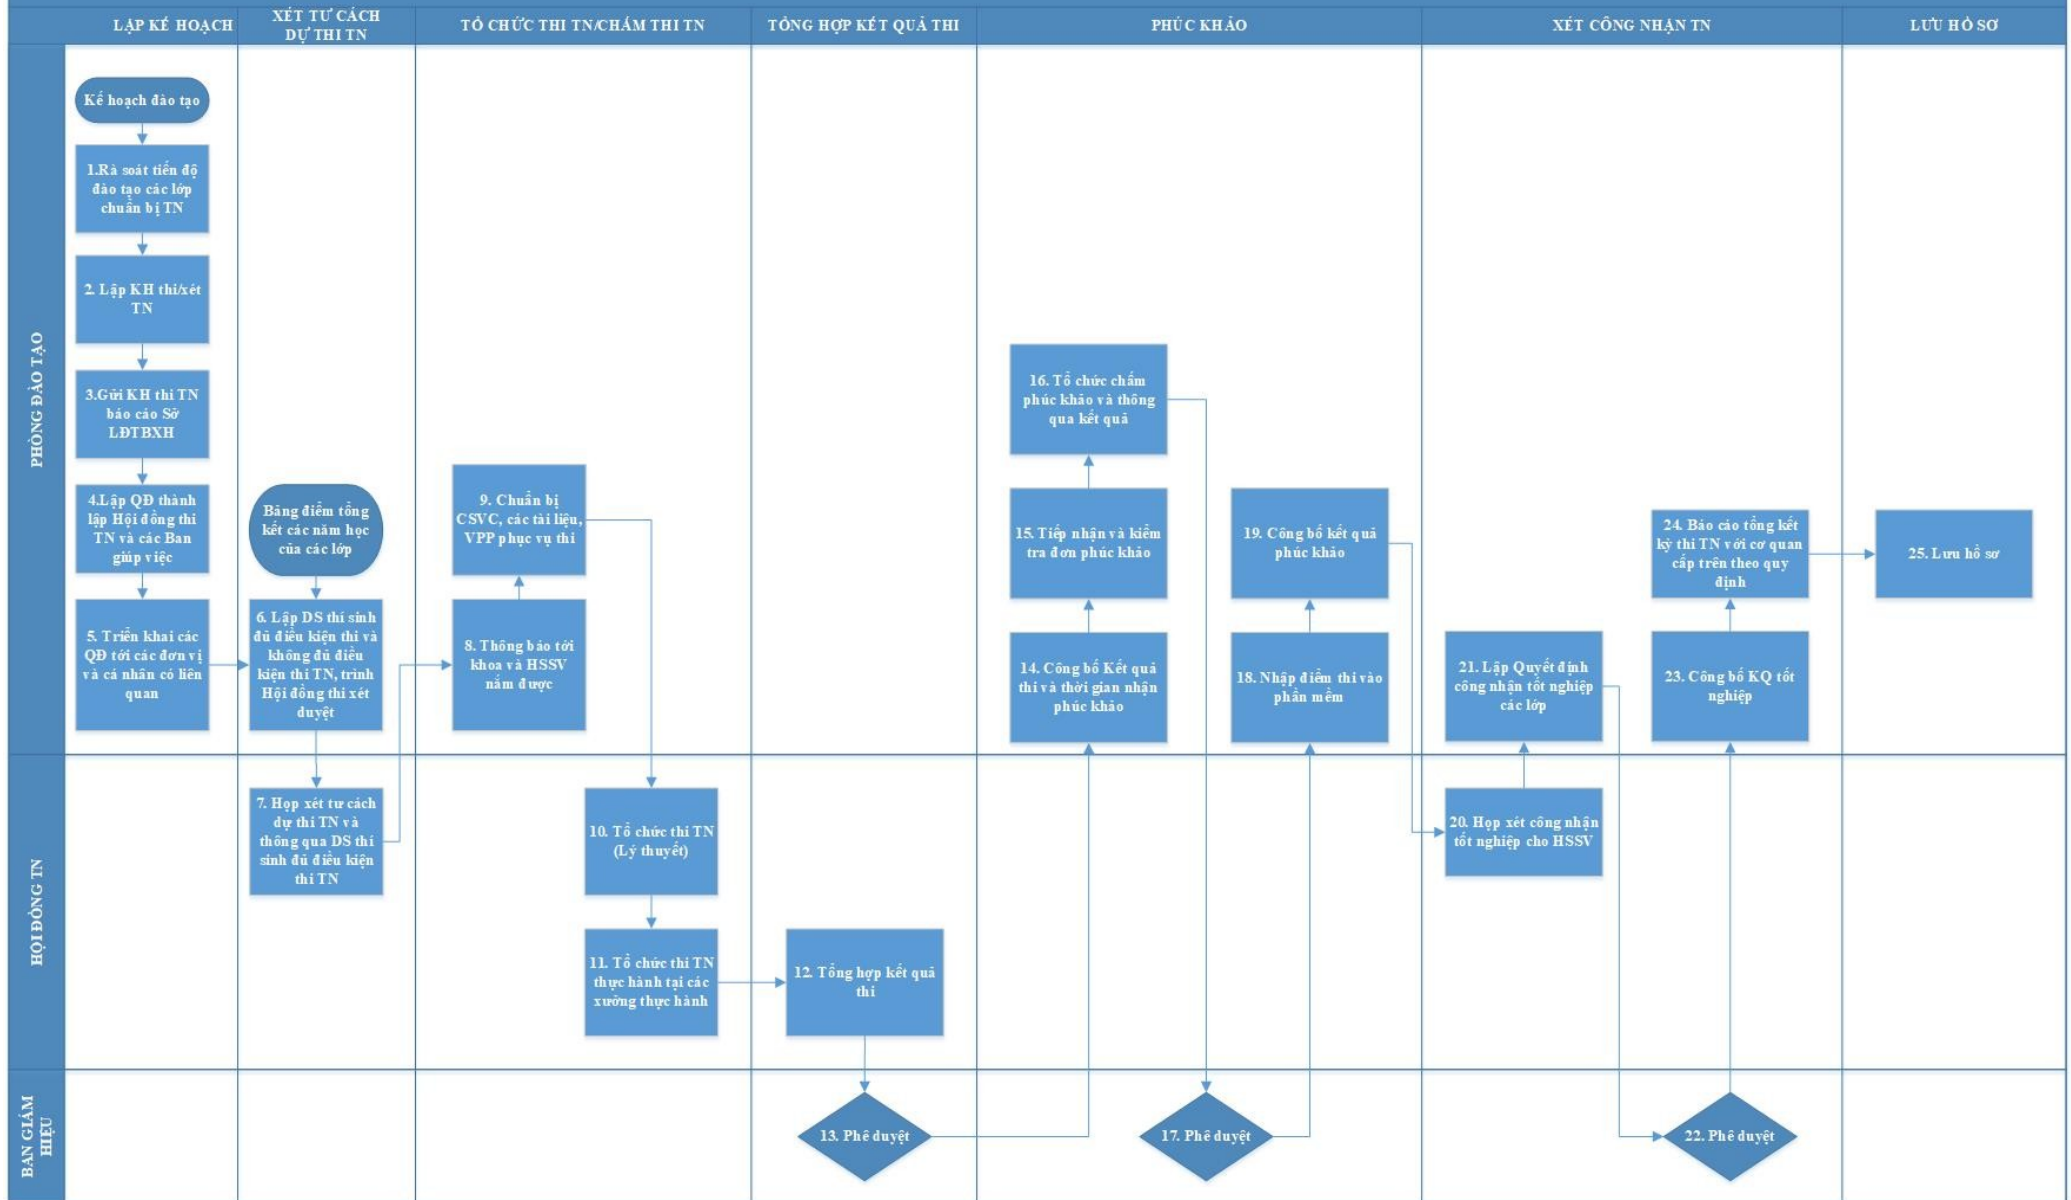 LẬP KẾ HOẠCH
XÉT TƯ CÁCH
DỰ THI TN
TỔ CHỨC THI TN/CHẤM THI TN
TỔNG HỢP KẾT QUẢ THI
PHÚC KHẢO
XÉT CÔNG NHẬN TN
LƯU HỒ SƠ
PHÒNG ĐÀO TẠO
Kế hoạch đào tạo
1.Rà soát tiến độ
đào tạo các lớp
chuẩn bị TN
2. Lập KH thi/xét
TN
3.Gửi KH thi TN
báo cáo Sở
LĐTBXH
4.Lập QĐ thành
lập Hội đồng thi
TN và các Ban
giúp việc
5. Triển khai các
QĐ tới các đơn vị
và cá nhân có liên
quan
Bảng điểm tổng
kết các năm học
của các lớp
6. Lập DS thí sinh
đủ điều kiện thi và
không đủ điều
kiện thi TN, trình
Hội đồng thi xét
duyệt
9. Chuẩn bị
CSVC, các tài liệu,
VPP phục vụ thi
8. Thông báo tới
khoa và HSSV
nắm được
16. Tổ chức chấm
phúc khảo và thông
qua kết quả
15. Tiếp nhận và kiểm
tra đơn phúc khảo
14. Công bố Kết quả
thi và thời gian nhận
phúc khảo
19. Công bố kết quả
phúc khảo
18. Nhập điểm thi vào
phần mềm
21. Lập Quyết định
công nhận tốt nghiệp
các lớp
24. Báo cáo tổng kết
kỳ thi TN với cơ quan
cấp trên theo quy
định
23. Công bố KQ tốt
nghiệp
25. Lưu hồ sơ
HỘI ĐỒNG TN
7. Họp xét tư cách
dự thi TN và
thông qua DS thí
sinh đủ điều kiện
thi TN
10. Tổ chức thi TN
(Lý thuyết)
11. Tổ chức thi TN
thực hành tại các
xưởng thực hành
12. Tổng hợp kết quả
thi
20. Họp xét công nhận
tốt nghiệp cho HSSV
BAN GIÁM
HIỆU
13. Phê duyệt
17. Phê duyệt
22. Phê duyệt